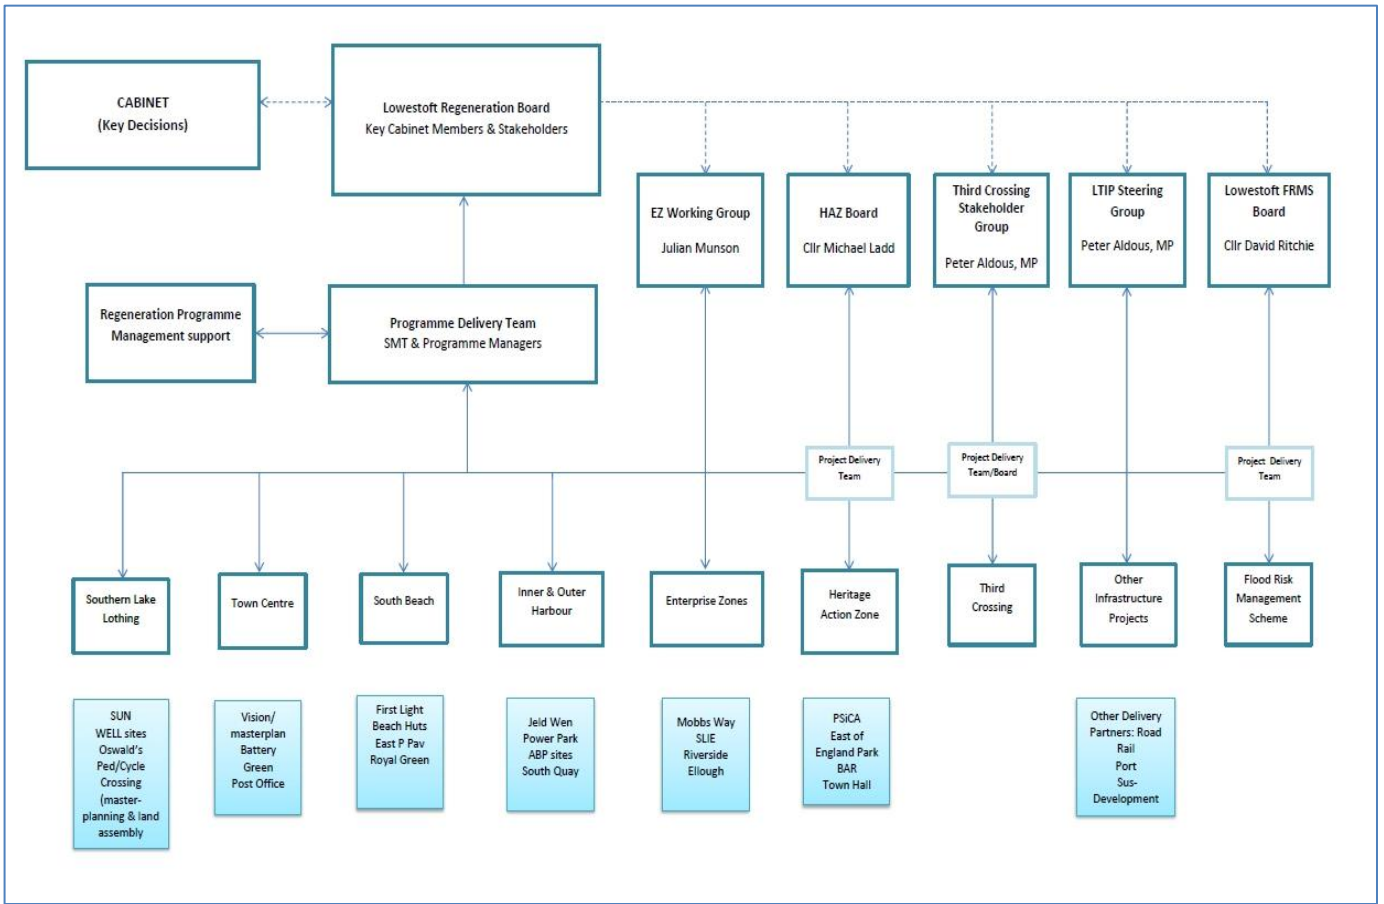 CABINET
(Key Decisions)
Lowestoft Regeneration Board
Key Cabinet Members & Stakeholders
EZ Working Group
Julian Munson
HAZ Board
Cllr Michael Ladd
Third Crossing
Stakeholder
Group
Peter Aldous, MP
LTIP Steering
Group
Peter Aldous, MP
Lowestoft FRMS
Board
Cllr David Ritchie
Regeneration Programme
Management support
Programme Delivery Team
SMT & Programme Managers
Project Delivery
Team
Project Delivery
Team/Board
Project Delivery
Team
Southern Lake
Lothing
Town Centre
South Beach
Inner & Outer
Harbour
Enterprise Zones
Heritage
Action Zone
Third
Crossing
Other
Infrastructure
Projects
Flood Risk
Management
Scheme
SUN
WELL sites
Oswald's
Ped/Cycle
Crossing
(master-
planning & land
assembly
Vision/
masterplan
Battery
Green
Post Office
First Light
Beach Huts
East P Pav
Royal Green
Jeld Wen
Power Park
ABP sites
South Quay
Mobbs Way
SLIE
Riverside
Ellough
PSiCA
East of
England Park
BAR
Town Hall
Other Delivery
Partners: Road
Rail
Port
Sus-
Development